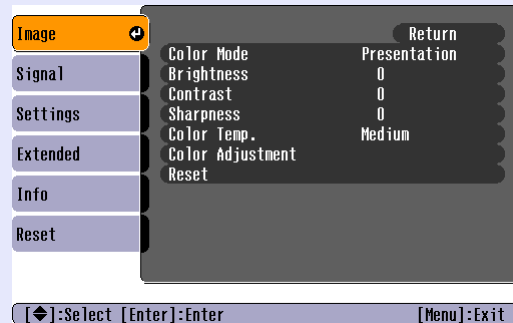 Image
Signal
Settings
Extended
Info
Reset
Return
Color Mode Presentation
Brightness 0
Contrast 0
Sharpness 0
Color Temp. Medium
Color Adjustment
Reset
[◆]:Select [Enter]:Enter [Menu]:Exit